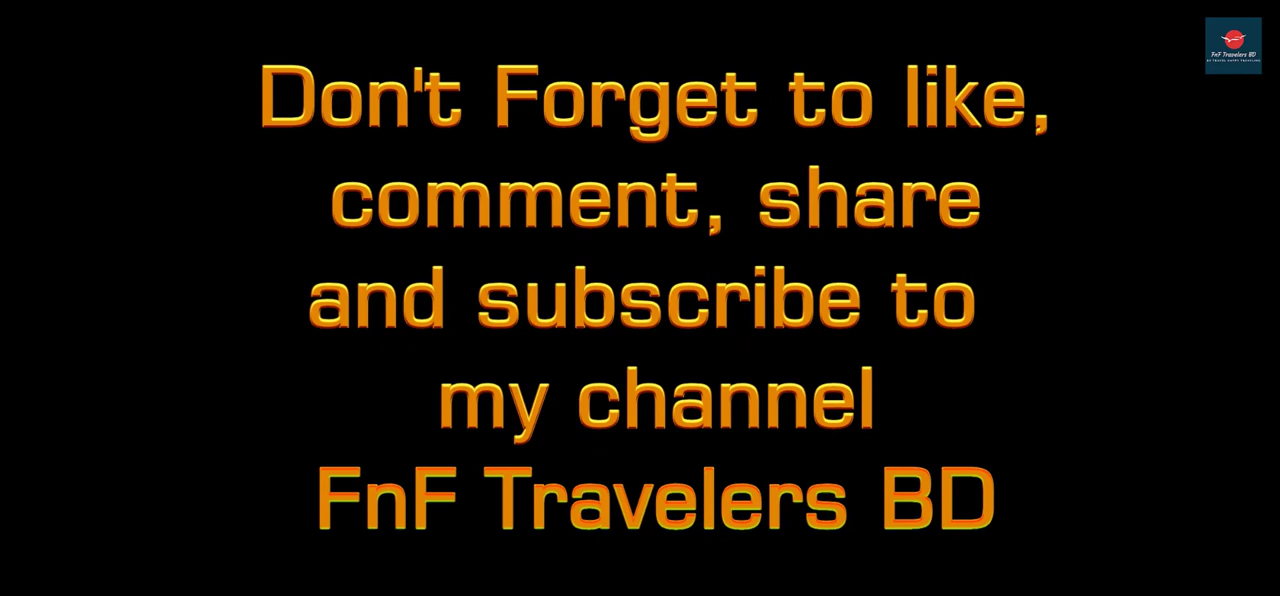 Don't Forget to like,
comment, share
and subscribe to
my channel
FnF Travelers BD
FnF Travelers BD